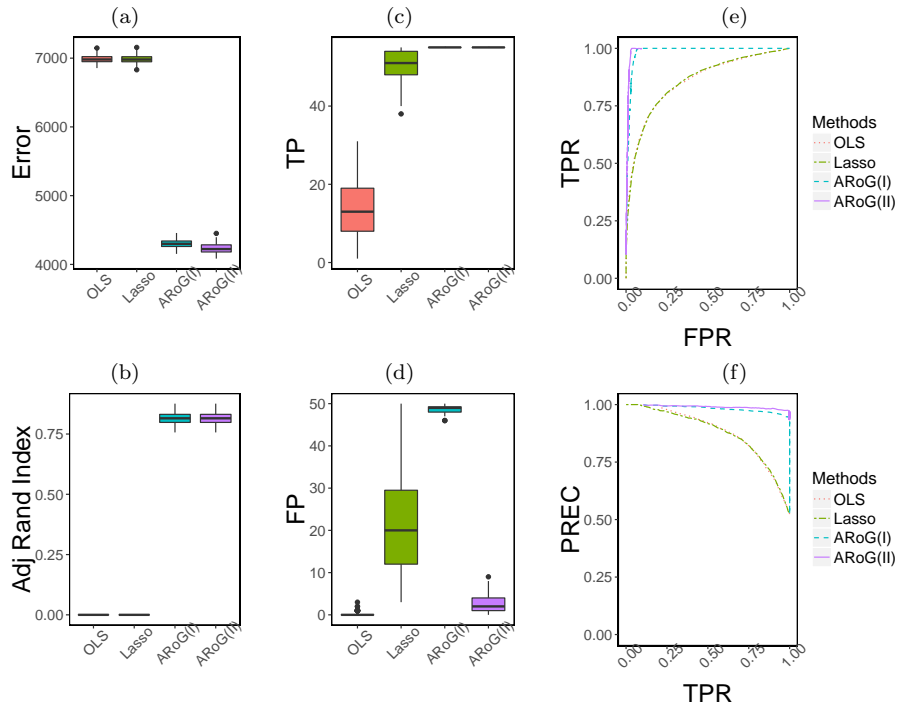 (a)
Error
7000
6000
5000
4000
OLS
Lasso
ARoG(I)
ARoG(II)
(c)
TP
40
20
0
OLS
Lasso
ARoG(I)
ARoG(II)
(e)
TPR
1.00
0.75
0.50
0.25
0.00
0.00
0.25
0.50
0.75
1.00
FPR
Methods
OLS
Lasso
ARoG(I)
ARoG(II)
(b)
Adj Rand Index
0.75
0.50
0.25
0.00
OLS
Lasso
ARoG(I)
ARoG(II)
(d)
FP
50
40
30
20
10
0
OLS
Lasso
ARoG(I)
ARoG(II)
(f)
PREC
1.00
0.75
0.50
0.25
0.00
0.00
0.25
0.50
0.75
1.00
TPR
Methods
OLS
Lasso
ARoG(I)
ARoG(II)